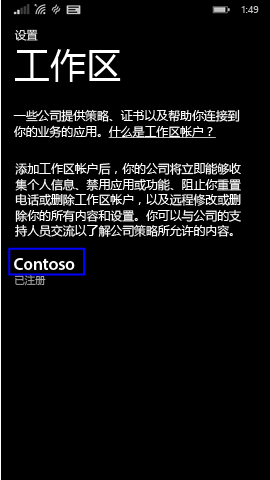 1:49
设置
工作区
一些公司提供策略、证书以及帮助你连接到
你的业务的应用。什么是工作区帐户？
添加工作区帐户后，你的公司将立即能够收
集个人信息、禁用应用或功能、阻止你重置
电话或删除工作区帐户，以及远程修改或删
除你的所有内容和设置。你可以与公司的支
持人员交流以了解公司策略所允许的内容。
Contoso
已注册